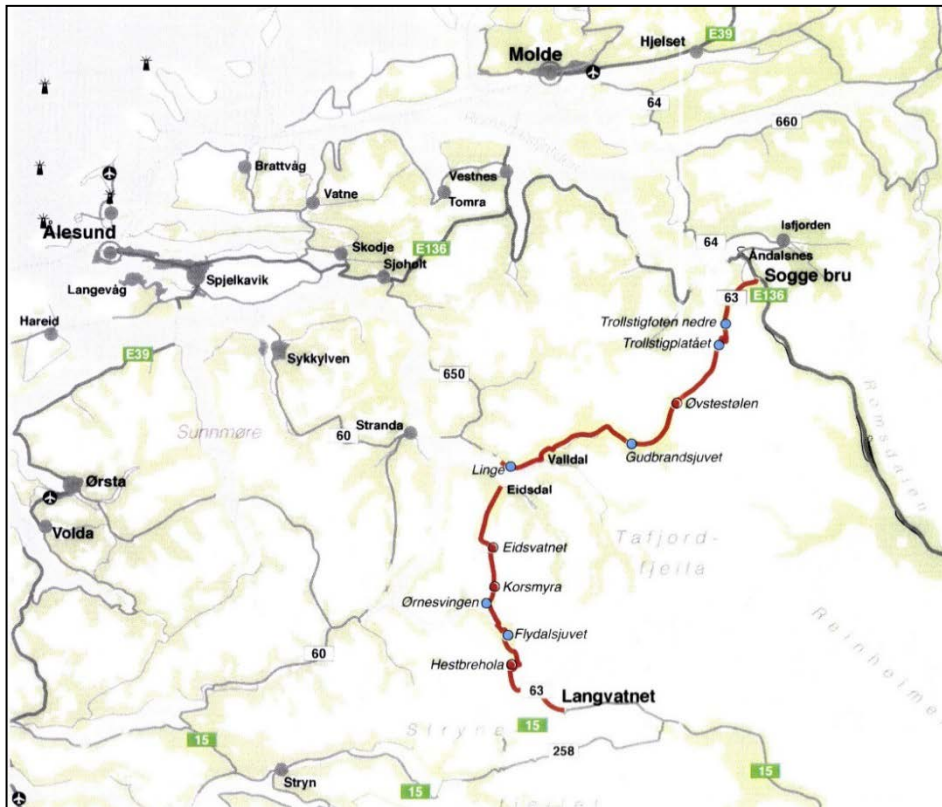 E39
Hjelset
Molde
64
660
Brattvåg
Vestnes
Vatne
Tomra
Ålesund
Isfjorden
64
Åndalsnes
Skodje
E136
Sjøholt
Sogge bru
Langevåg
Spjelkavik
63
E136
Hareid
Trollstigfoten nedre
Trollstigplatået
E39
Sykkylven
650
Øvstestølen
Romsdalen
Sunnmøre
60
Stranda
Valldal
Gudbrandsjuvet
Linge
Ørsta
Eidsdal
Volda
Eidsvatnet
Tafjord-
fjella
Korsmyra
Ørnesvingen
Flydalsjuvet
60
Hestbrehola
63
Langvatnet
15
15
258
15
Stryn
15